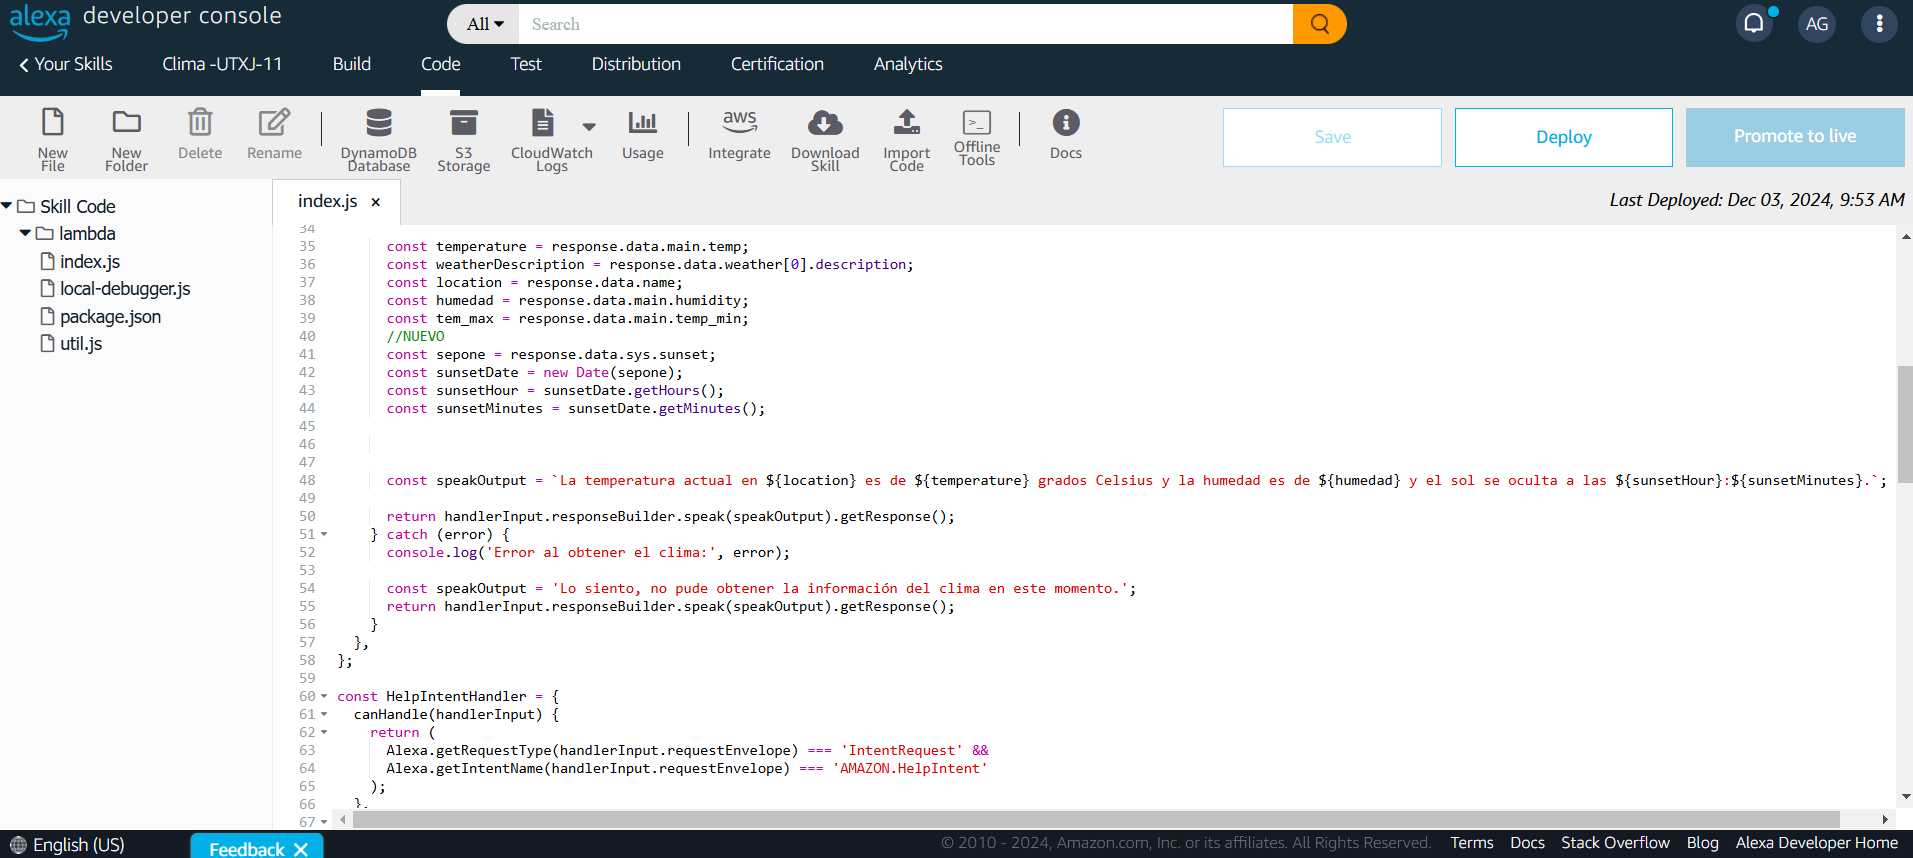 alexa developer console
All
Search
AG
Your Skills
Clima -UTXJ-11
Build
Code
Test
Distribution
Certification
Analytics
New File
New Folder
Delete
Rename
DynamoDB Database
S3 Storage
CloudWatch Logs
Usage
aws
Integrate
Download Skill
Import Code
Offline Tools
Docs
Save
Deploy
Promote to live
Skill Code
lambda
index.js
local-debugger.js
package.json
util.js
index.js ×
Last Deployed: Dec 03, 2024, 9:53 AM
34
35 const temperature = response.data.main.temp;
36 const weatherDescription = response.data.weather[0].description;
37 const location = response.data.name;
38 const humedad = response.data.main.humidity;
39 const tem_max = response.data.main.temp_min;
40 //NUEVO
41 const sepone = response.data.sys.sunset;
42 const sunsetDate = new Date(sepone);
43 const sunsetHour = sunsetDate.getHours();
44 const sunsetMinutes = sunsetDate.getMinutes();
45
46
47
48 const speakOutput = `La temperatura actual en ${location} es de ${temperature} grados Celsius y la humedad es de ${humedad} y el sol se oculta a las ${sunsetHour}:${sunsetMinutes}.`;
49
50 return handlerInput.responseBuilder.speak(speakOutput).getResponse();
51 } catch (error) {
52 console.log('Error al obtener el clima:', error);
53
54 const speakOutput = 'Lo siento, no pude obtener la información del clima en este momento.';
55 return handlerInput.responseBuilder.speak(speakOutput).getResponse();
56 }
57 },
58 };
59
60 const HelpIntentHandler = {
61 canHandle(handlerInput) {
62 return (
63 Alexa.getRequestType(handlerInput.requestEnvelope) === 'IntentRequest' &&
64 Alexa.getIntentName(handlerInput.requestEnvelope) === 'AMAZON.HelpIntent'
65 );
66 },
67
English (US)
Feedback ✕
© 2010 - 2024, Amazon.com, Inc. or its affiliates. All Rights Reserved.
Terms
Docs
Stack Overflow
Blog
Alexa Developer Home